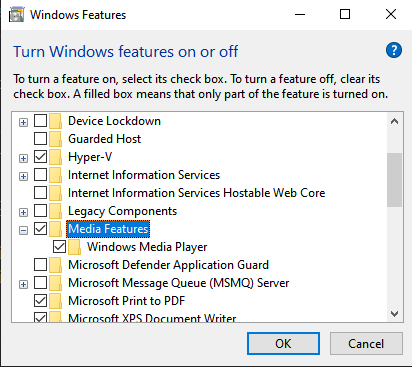 Windows Features
Turn Windows features on or off
To turn a feature on, select its check box. To turn a feature off, clear its
check box. A filled box means that only part of the feature is turned on.
Device Lockdown
Guarded Host
Hyper-V
Internet Information Services
Internet Information Services Hostable Web Core
Legacy Components
Media Features
Windows Media Player
Microsoft Defender Application Guard
Microsoft Message Queue (MSMQ) Server
Microsoft Print to PDF
Microsoft XPS Document Writer
OK
Cancel